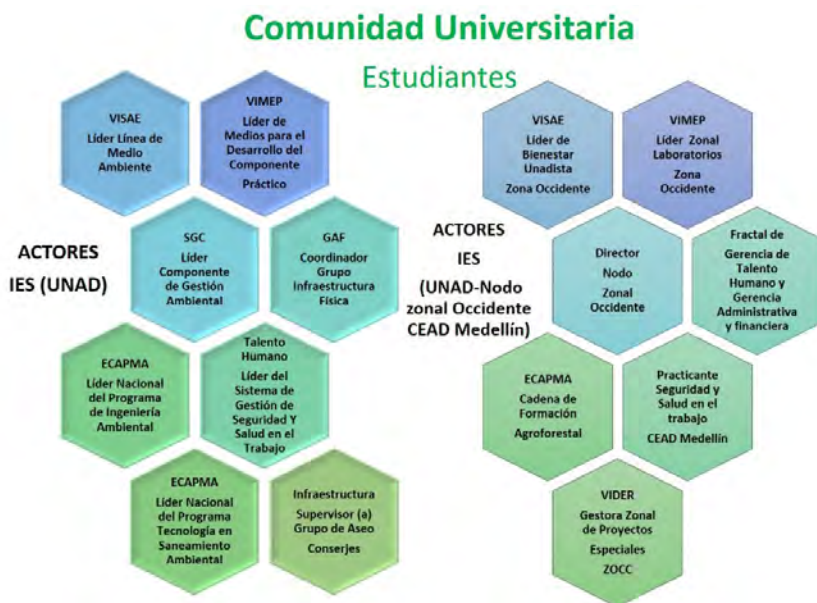 Comunidad Universitaria
Estudiantes
ACTORES
IES (UNAD)
VISAE
Líder Línea de
Medio
Ambiente
VIMEP
Líder de
Medios para el
Desarrollo del
Componente
Práctico
SGC
Líder
Componente
de Gestión
Ambiental
GAF
Coordinador
Grupo
Infraestructura
Física
ECAPMA
Líder Nacional
del Programa
de Ingeniería
Ambiental
Talento
Humano
Líder del
Sistema de
Gestión de
Seguridad Y
Salud en el
Trabajo
ECAPMA
Líder Nacional
del Programa
Tecnología en
Saneamiento
Ambiental
Infraestructura
Supervisor (a)
Grupo de Aseo
Conserjes
ACTORES
IES
(UNAD-Nodo
zonal Occidente
CEAD Medellín)
VISAE
Líder de
Bienestar
Unadista
Zona Occidente
VIMEP
Líder Zonal
Laboratorios
Zona
Occidente
Director
Nodo
Zonal
Occidente
Fractal de
Gerencia de
Talento
Humano y
Gerencia
Administrativa
y financiera
ECAPMA
Cadena de
Formación
Agroforestal
Practicante
Seguridad y
Salud en el
trabajo
CEAD Medellín
VIDER
Gestora Zonal
de Proyectos
Especiales
ZOCC